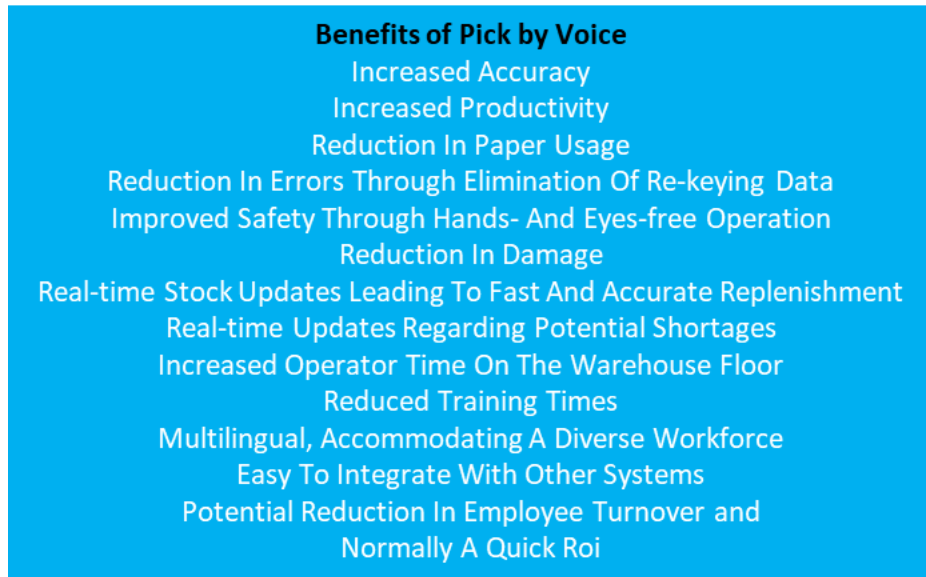 Benefits of Pick by Voice
Increased Accuracy
Increased Productivity
Reduction In Paper Usage
Reduction In Errors Through Elimination Of Re-keying Data
Improved Safety Through Hands- And Eyes-free Operation
Reduction In Damage
Real-time Stock Updates Leading To Fast And Accurate Replenishment
Real-time Updates Regarding Potential Shortages
Increased Operator Time On The Warehouse Floor
Reduced Training Times
Multilingual, Accommodating A Diverse Workforce
Easy To Integrate With Other Systems
Potential Reduction In Employee Turnover and
Normally A Quick Roi